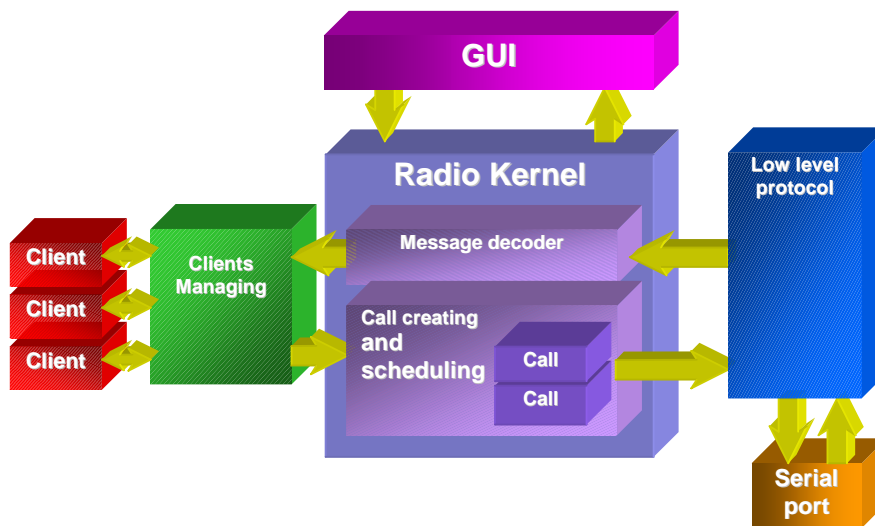 GUI
Radio Kernel
Low level
protocol
Message decoder
Client
Client
Client
Clients
Managing
Call creating
and
scheduling
Call
Call
Serial
port